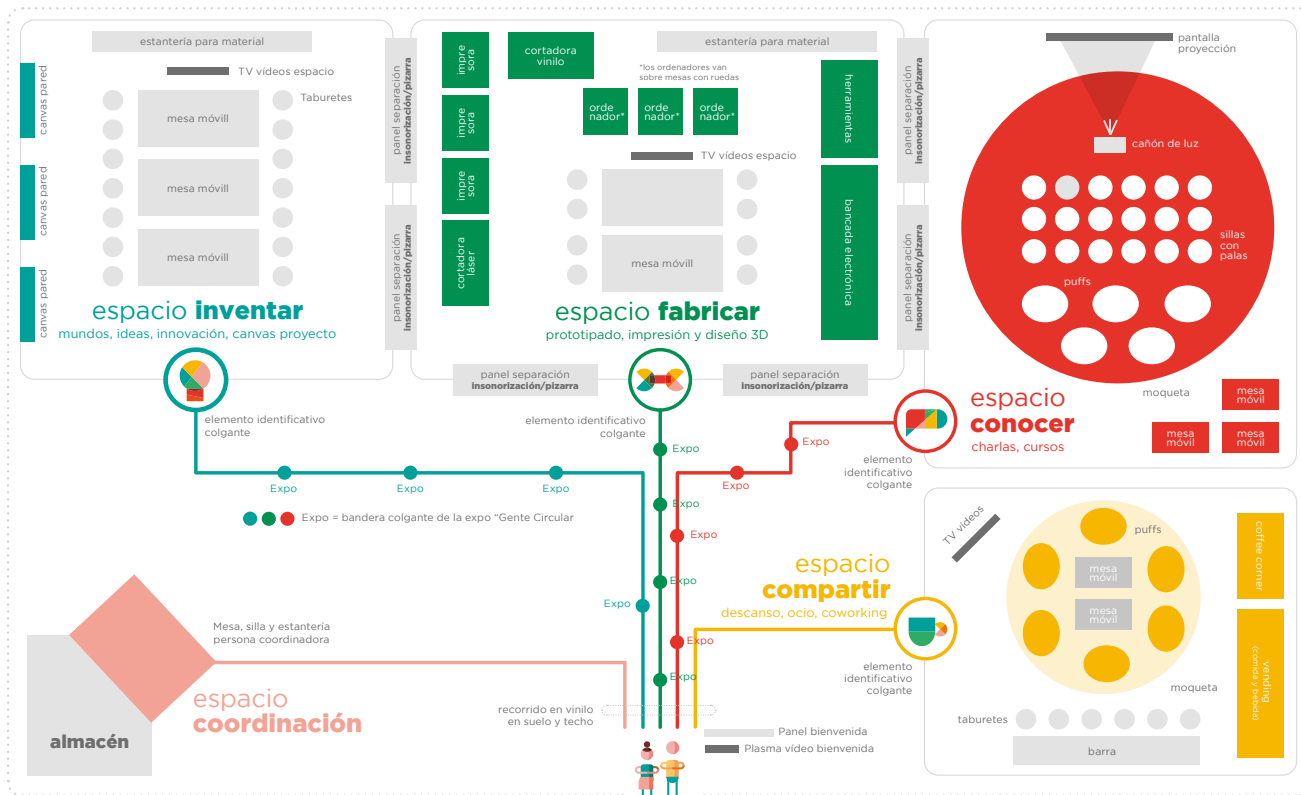 estantería para material
TV vídeos espacio
Taburetes
canvas pared
canvas pared
canvas pared
mesa móvill
mesa móvill
mesa móvill
espacio inventar
mundos, ideas, innovación, canvas proyecto
elemento identificativo
colgante
panel separación
insonorización/pizarra
panel separación
insonorización/pizarra
impre
sora
impre
sora
impre
sora
cortadora
láser
cortadora
vinilo
estantería para material
*los ordenadores van
sobre mesas con ruedas
orde
nador*
orde
nador*
orde
nador*
TV vídeos espacio
mesa móvill
herramientas
bancada electrónica
espacio fabricar
prototipado, impresión y diseño 3D
panel separación
insonorización/pizarra
panel separación
insonorización/pizarra
elemento identificativo
colgante
panel separación
insonorización/pizarra
panel separación
insonorización/pizarra
pantalla
proyección
cañón de luz
sillas
con
palas
puffs
moqueta
mesa
móvil
mesa
móvil
mesa
móvil
espacio
conocer
charlas, cursos
elemento
identificativo
colgante
Expo
Expo
Expo
Expo
Expo
Expo
Expo
Expo
Expo
Expo
Expo
Expo
Expo = bandera colgante de la expo “Gente Circular
espacio
compartir
descanso, ocio, coworking
elemento
identificativo
colgante
TV vídeos
puffs
mesa
móvil
mesa
móvil
moqueta
coffee corner
vending
(comida y bebida)
taburetes
barra
Mesa, silla y estantería
persona coordinadora
espacio
coordinación
almacén
recorrido en vinilo
en suelo y techo
Panel bienvenida
Plasma vídeo bienvenida